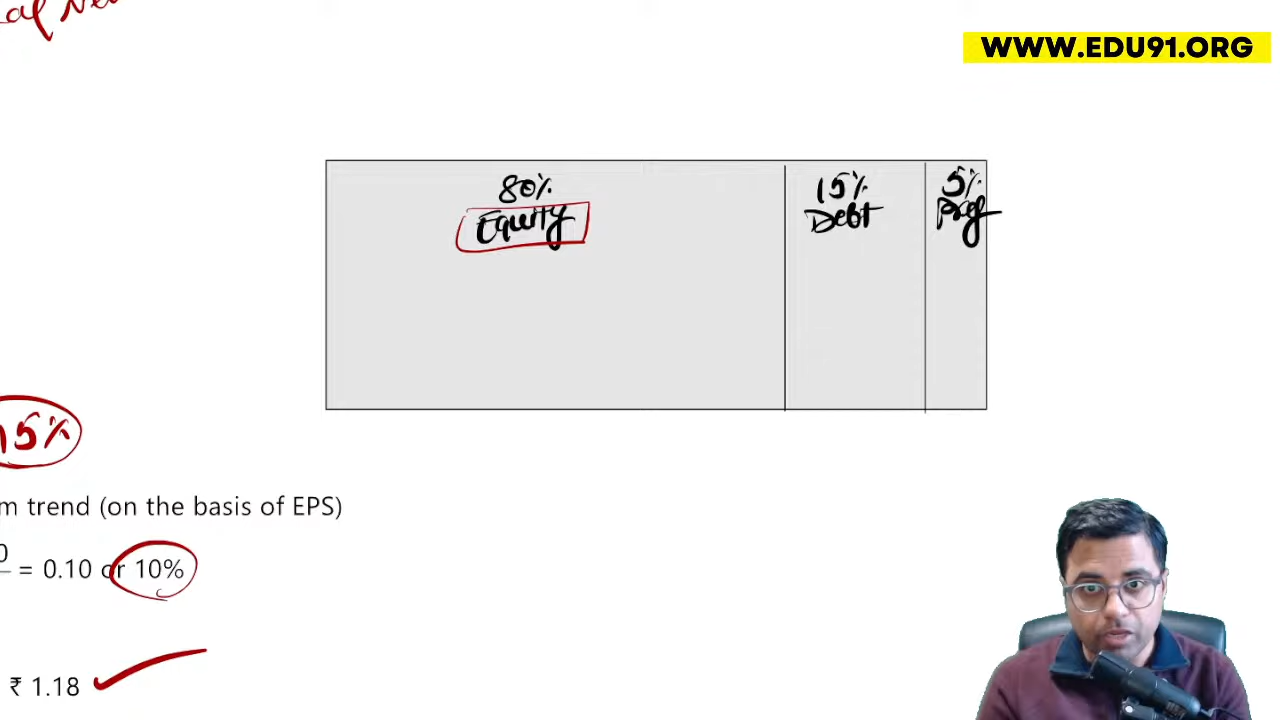 WWW.EDU91.ORG
80% 15% 5%
Equity Debt Pref
15%
m trend (on the basis of EPS)
0
= 0.10 or 10%
₹ 1.18